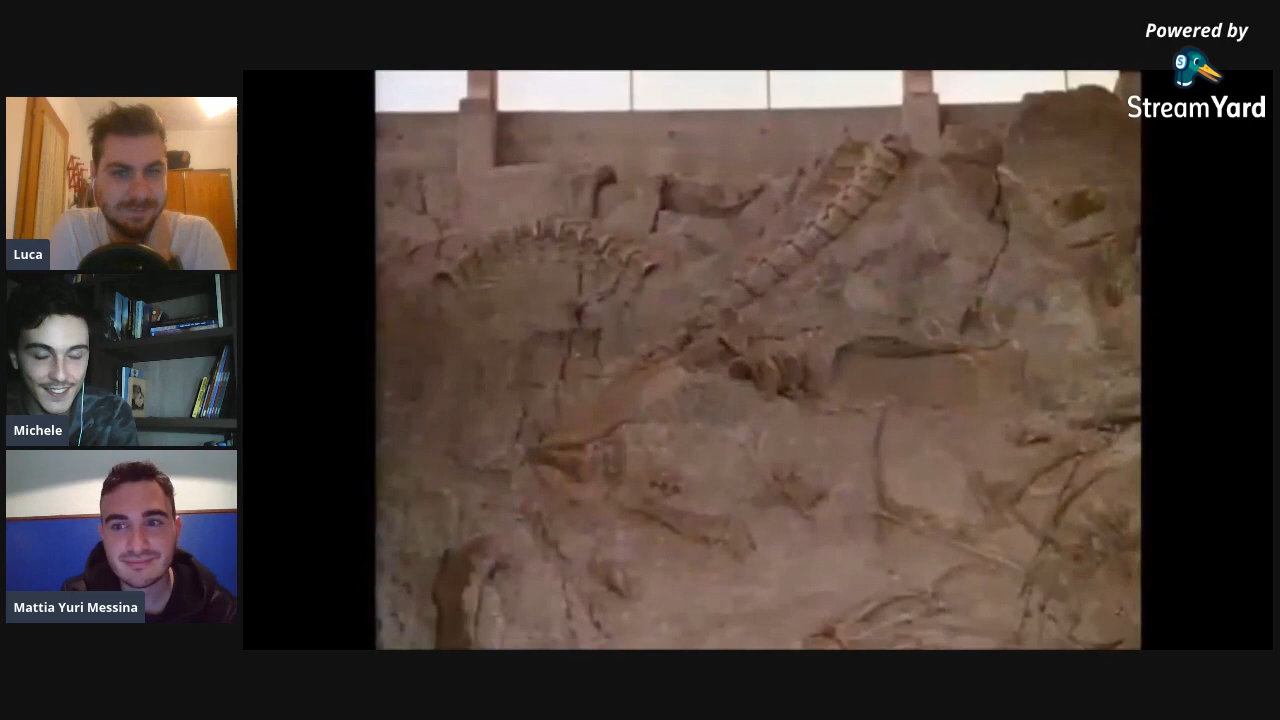 Powered by
StreamYard
Luca
Michele
Mattia Yuri Messina